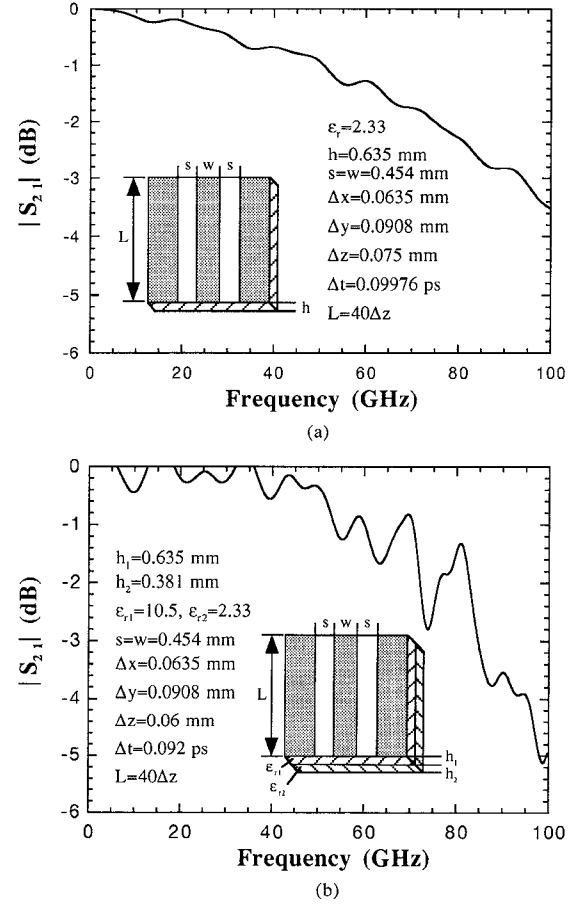 0
-1
-2
-3
-4
-5
-6
|S₂₁| (dB)
εᵣ=2.33
h=0.635 mm
s=w=0.454 mm
Δx=0.0635 mm
Δy=0.0908 mm
Δz=0.075 mm
Δt=0.09976 ps
L=40Δz
s w s
L
h
0 20 40 60 80 100
Frequency (GHz)
(a)
0
-1
-2
-3
-4
-5
-6
|S₂₁| (dB)
h₁=0.635 mm
h₂=0.381 mm
εᵣ₁=10.5, εᵣ₂=2.33
s=w=0.454 mm
Δx=0.0635 mm
Δy=0.0908 mm
Δz=0.06 mm
Δt=0.092 ps
L=40Δz
s w s
L
h₁
h₂
εᵣ₁
εᵣ₂
0 20 40 60 80 100
Frequency (GHz)
(b)